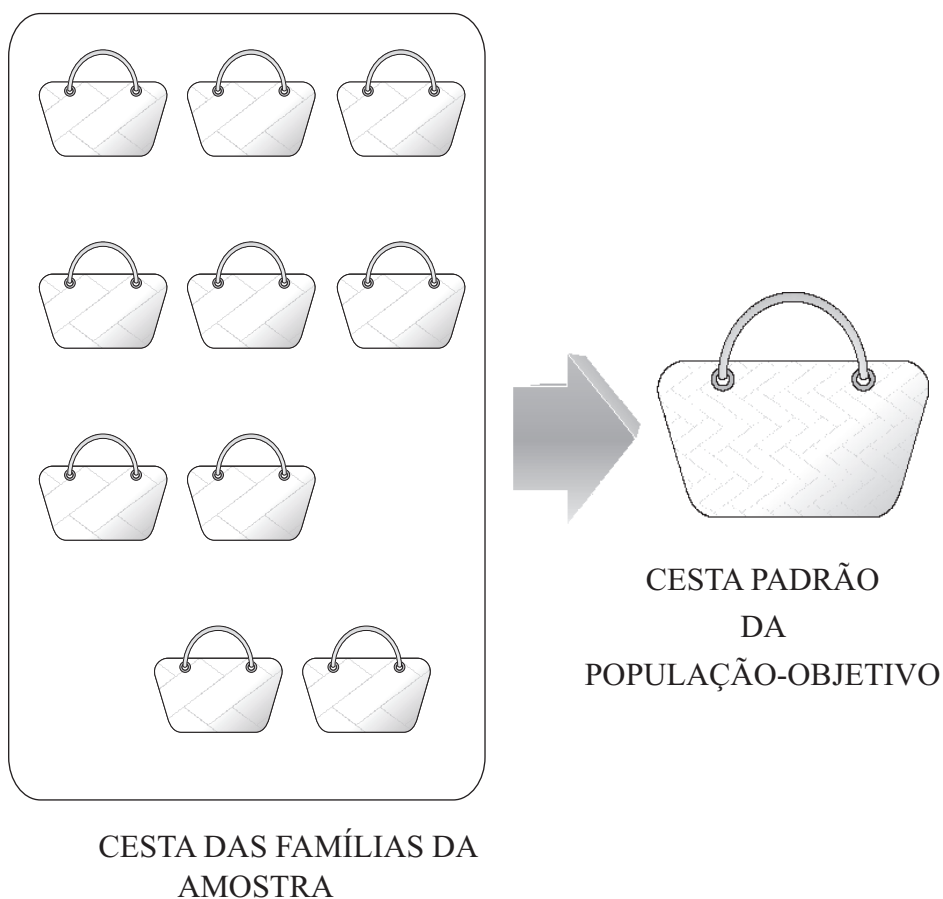 CESTA PADRÃO
DA
POPULAÇÃO-OBJETIVO
CESTA DAS FAMÍLIAS DA
AMOSTRA